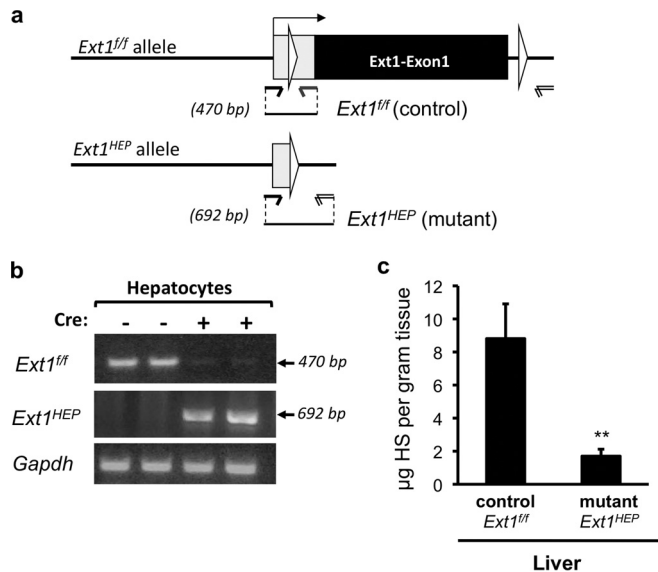 a
Ext1f/f allele
Ext1-Exon1
(470 bp)
Ext1f/f (control)
Ext1HEP allele
(692 bp)
Ext1HEP (mutant)
b
Hepatocytes
Cre: - - + +
Ext1f/f
470 bp
Ext1HEP
692 bp
Gapdh
c
µg HS per gram tissue
12
10
8
6
4
2
0
**
control
mutant
Ext1f/f
Ext1HEP
Liver